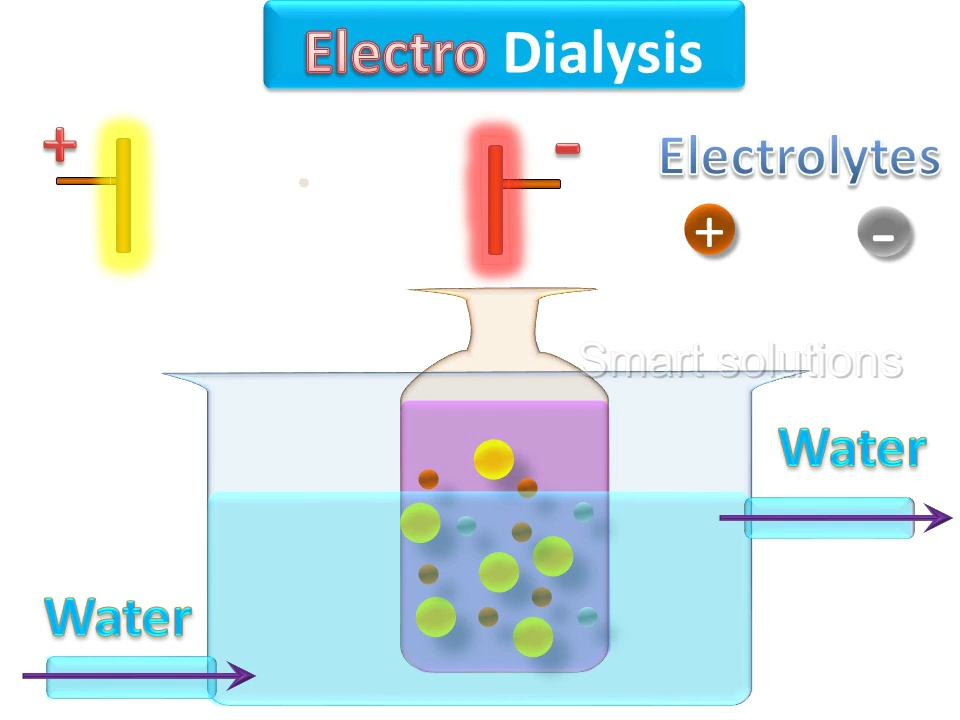 Electro Dialysis
+
-
Electrolytes
+
-
Smart solutions
Water
Water